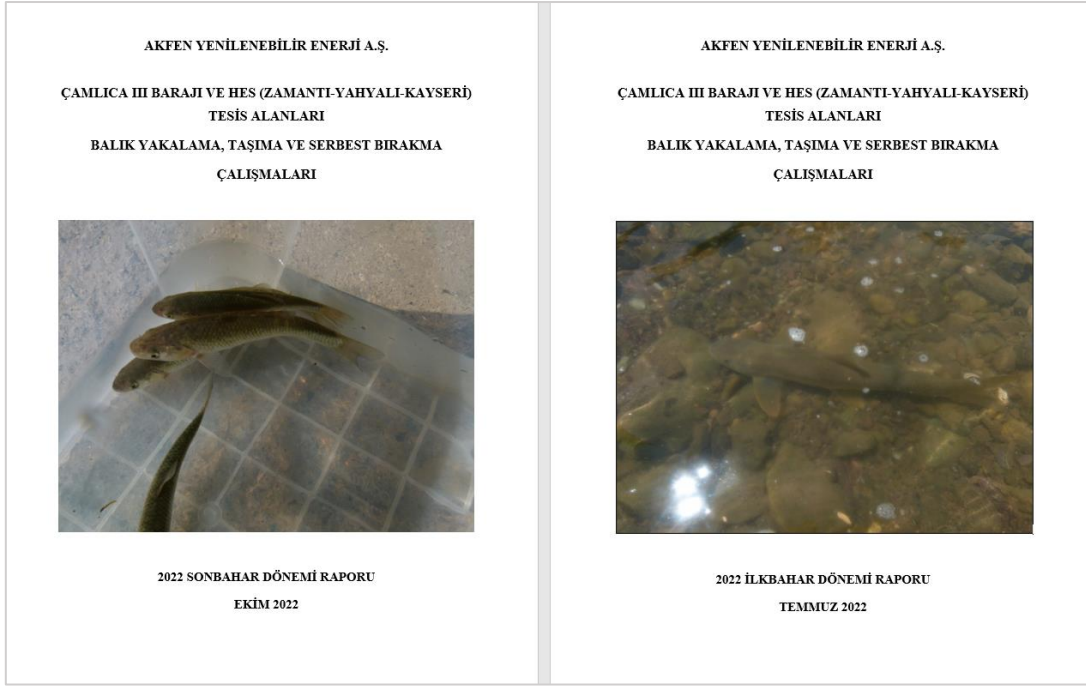 AKFEN YENİLENEBİLİR ENERJİ A.Ş.
ÇAMLICA III BARAJI VE HES (ZAMANTI-YAHYALI-KAYSERİ)
TESİS ALANLARI
BALIK YAKALAMA, TAŞIMA VE SERBEST BIRAKMA
ÇALIŞMALARI
2022 SONBAHAR DÖNEMİ RAPORU
EKİM 2022
AKFEN YENİLENEBİLİR ENERJİ A.Ş.
ÇAMLICA III BARAJI VE HES (ZAMANTI-YAHYALI-KAYSERİ)
TESİS ALANLARI
BALIK YAKALAMA, TAŞIMA VE SERBEST BIRAKMA
ÇALIŞMALARI
2022 İLKBAHAR DÖNEMİ RAPORU
TEMMUZ 2022